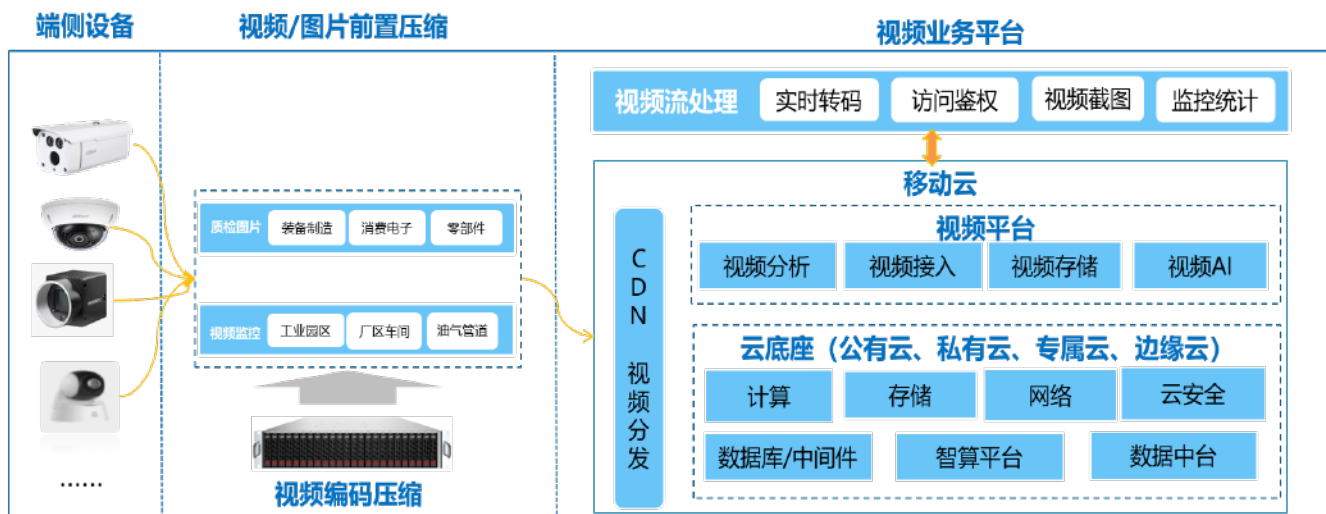 端侧设备
视频/图片前置压缩
视频业务平台
视频流处理
实时转码
访问鉴权
视频截图
监控统计
质检图片
装备制造
消费电子
零部件
视频监控
工业园区
厂区车间
油气管道
视频编码压缩
......
移动云
CDN 视频分发
视频平台
视频分析
视频接入
视频存储
视频AI
云底座（公有云、私有云、专属云、边缘云）
计算
存储
网络
云安全
数据库/中间件
智算平台
数据中台